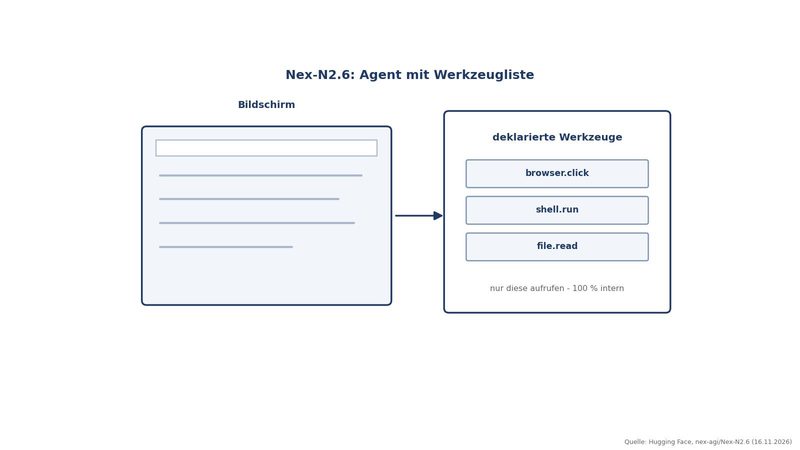 Nex-N2.6: Agent mit Werkzeugliste
Bildschirm
deklarierte Werkzeuge
browser.click
shell.run
file.read
nur diese aufrufen - 100 % intern
Quelle: Hugging Face, nex-agi/Nex-N2.6 (16.11.2026)